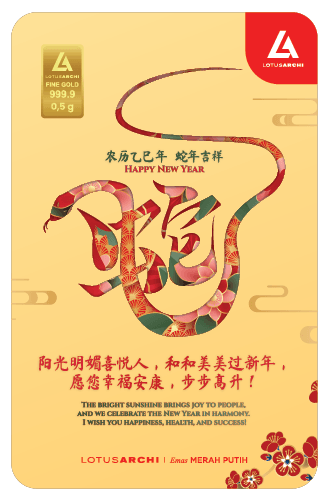 LOTUSARCHI
FINE GOLD
999.9
0,5 g
LOTUSARCHI
农历乙巳年 蛇年吉祥
HAPPY NEW YEAR
蛇
阳光明媚喜悦人，和和美美过新年，
愿您幸福安康，步步高升！
THE BRIGHT SUNSHINE BRINGS JOY TO PEOPLE,
AND WE CELEBRATE THE NEW YEAR IN HARMONY.
I WISH YOU HAPPINESS, HEALTH, AND SUCCESS!
LOTUSARCHI | Emas MERAH PUTIH